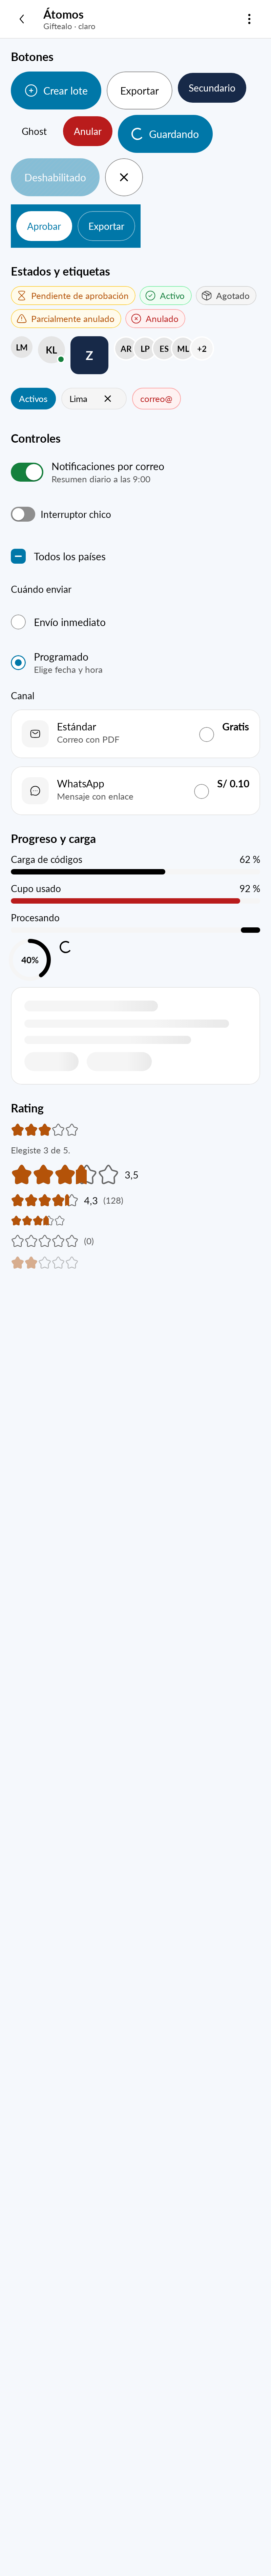 Átomos
Giftealo · claro
Botones
Crear lote
Exportar
Secundario
Ghost
Anular
Guardando
Deshabilitado
Aprobar
Exportar
Estados y etiquetas
Pendiente de aprobación
Activo
Agotado
Parcialmente anulado
Anulado
LM
KL
Z
AR
LP
ES
ML
+2
Activos
Lima
correo@
Controles
Notificaciones por correo
Resumen diario a las 9:00
Interruptor chico
Todos los países
Cuándo enviar
Envío inmediato
Programado
Elige fecha y hora
Canal
Estándar
Gratis
Correo con PDF
WhatsApp
S/ 0.10
Mensaje con enlace
Progreso y carga
Carga de códigos
62 %
Cupo usado
92 %
Procesando
40%
Rating
Elegiste 3 de 5.
3,5
4,3 (128)
(0)